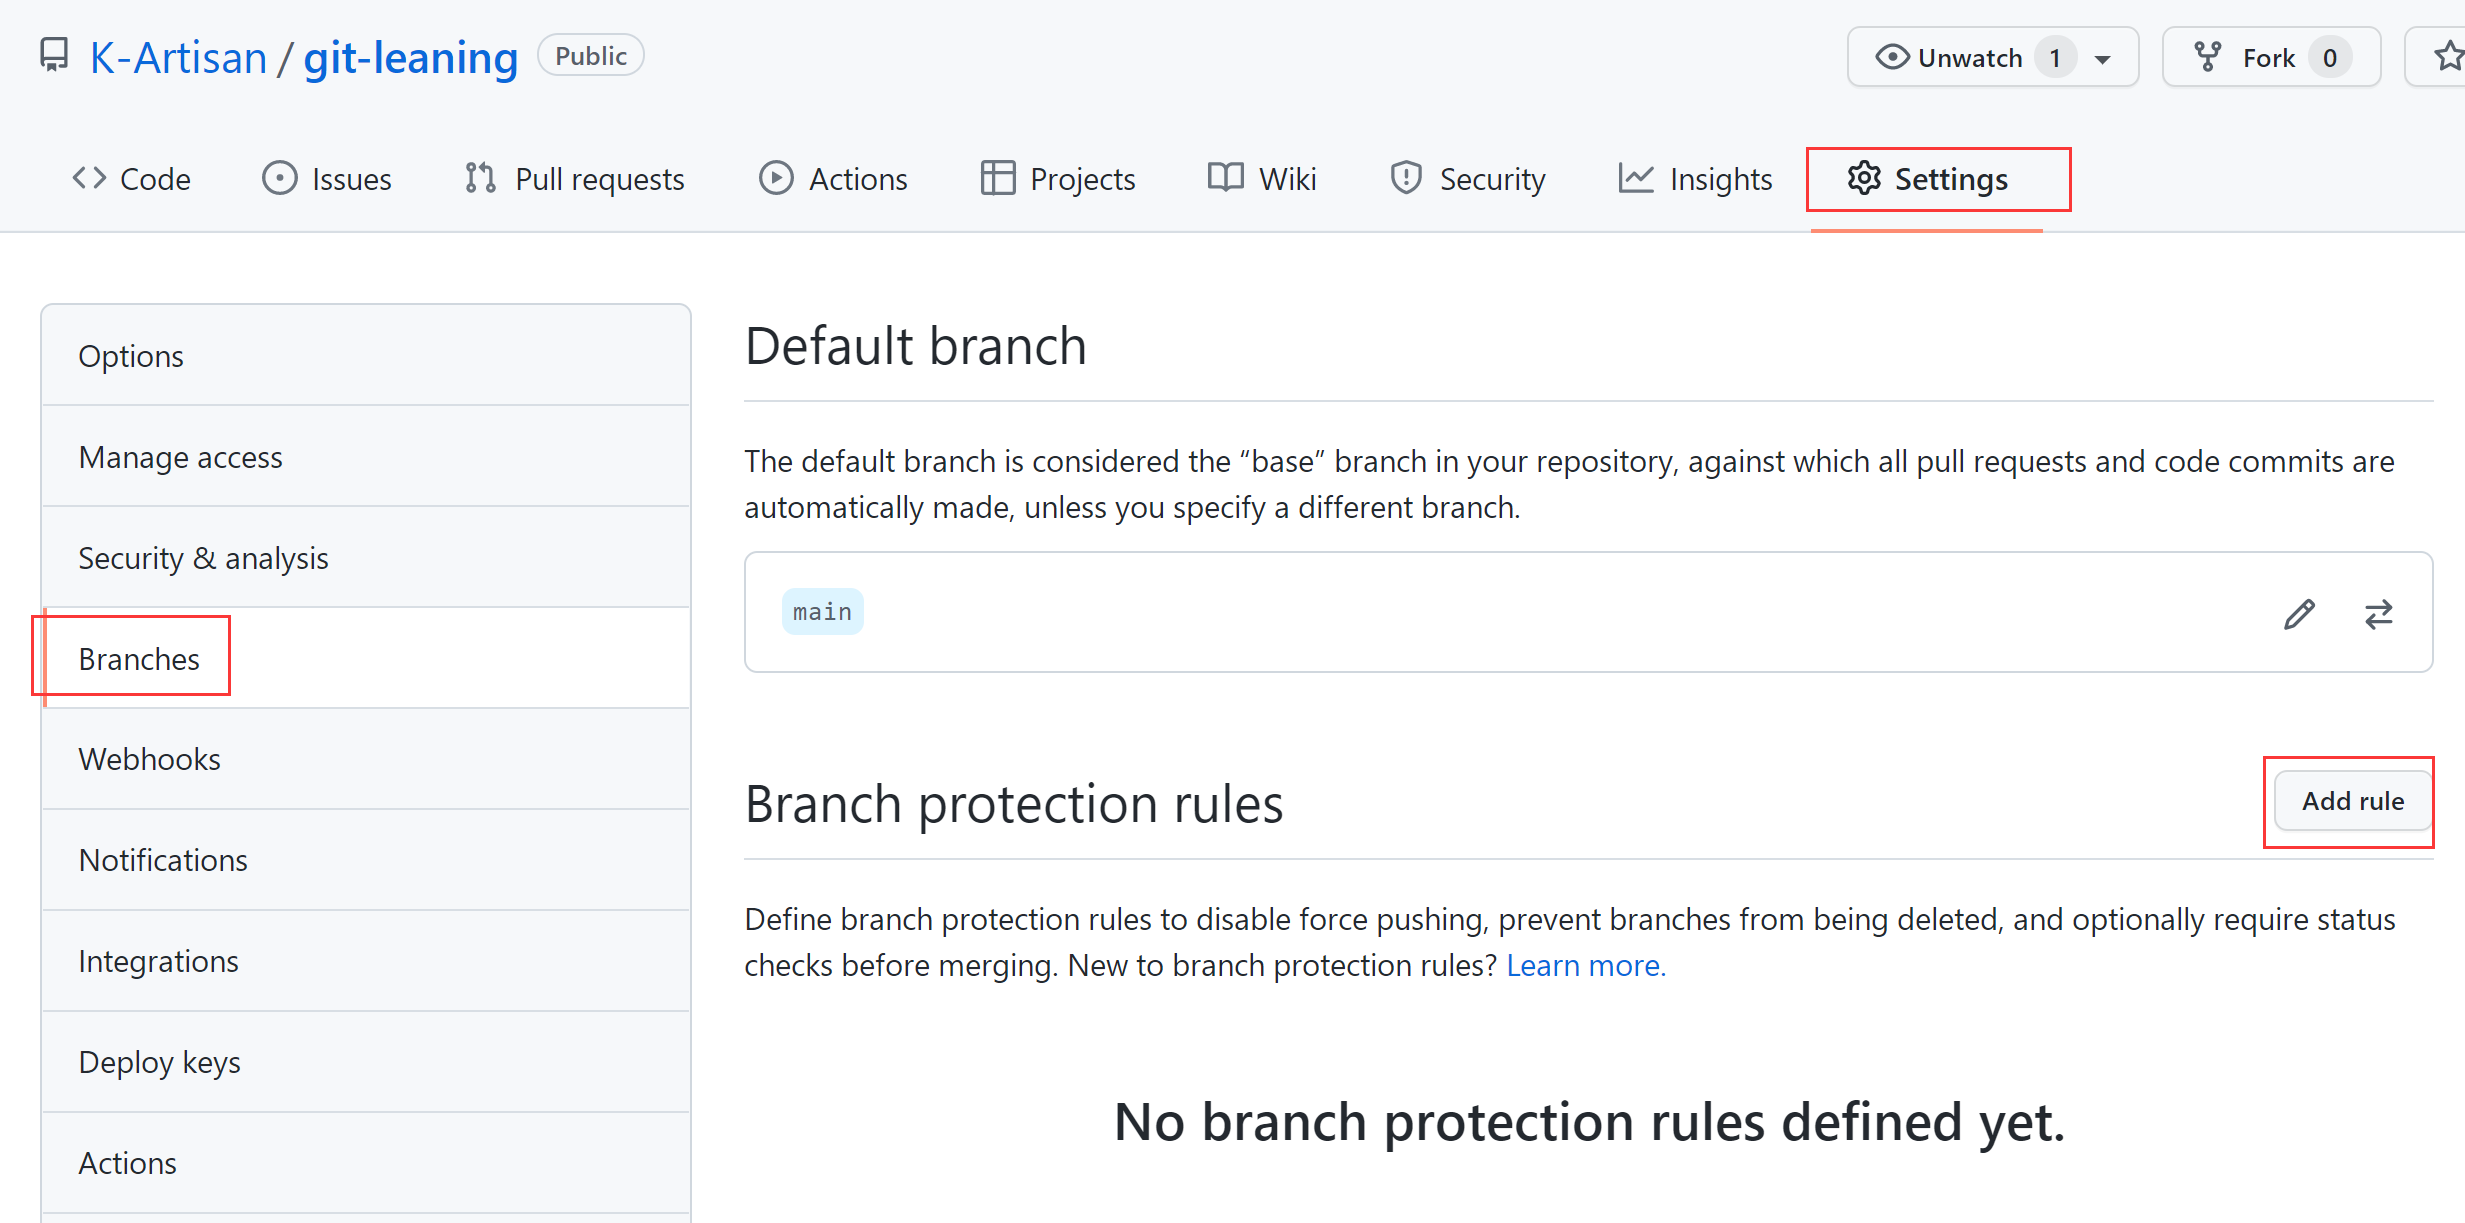 K-Artisan / git-leaning Public
Unwatch 1
Fork 0
Code
Issues
Pull requests
Actions
Projects
Wiki
Security
Insights
Settings
Options
Manage access
Security & analysis
Branches
Webhooks
Notifications
Integrations
Deploy keys
Actions
Default branch
The default branch is considered the “base” branch in your repository, against which all pull requests and code commits are
automatically made, unless you specify a different branch.
main
Branch protection rules
Add rule
Define branch protection rules to disable force pushing, prevent branches from being deleted, and optionally require status
checks before merging. New to branch protection rules? Learn more.
No branch protection rules defined yet.